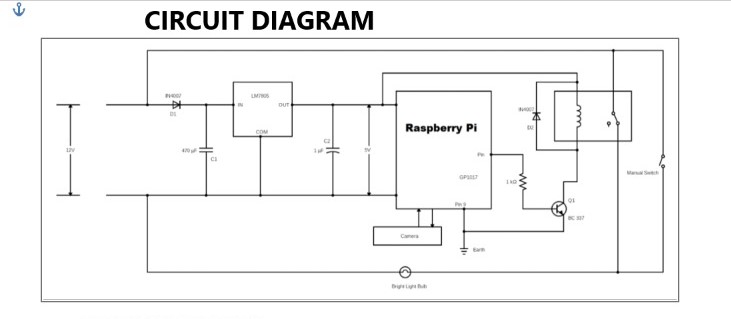 CIRCUIT DIAGRAM
IN4007
D1
LM7805
IN
OUT
COM
12V
470 µF
C1
C2
1 µF
5V
Raspberry Pi
Pin
GP1017
Pin 9
1 kΩ
IN4007
D2
Q1
BC 337
Manual Switch
Camera
Earth
Bright Light Bulb